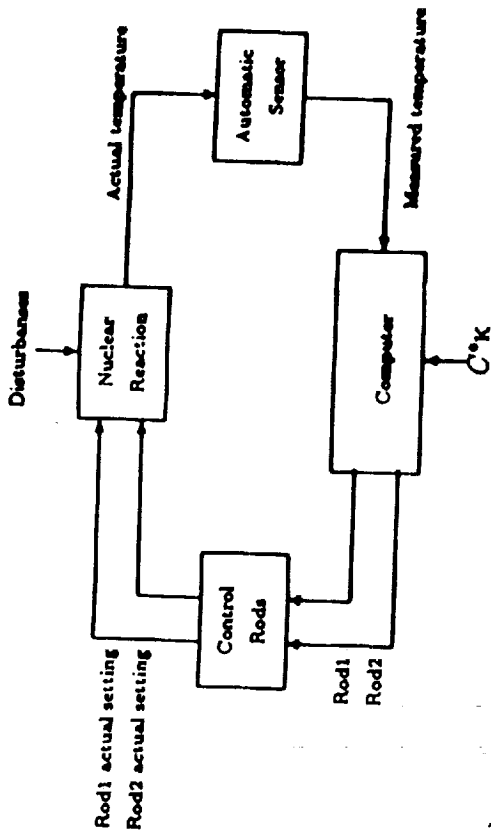 Disturbances
Rod1 actual setting
Rod2 actual setting
Nuclear
Reaction
Actual temperature
Control
Rods
Automatic
Sensor
Rod1
Rod2
Computer
Measured temperature
C°K